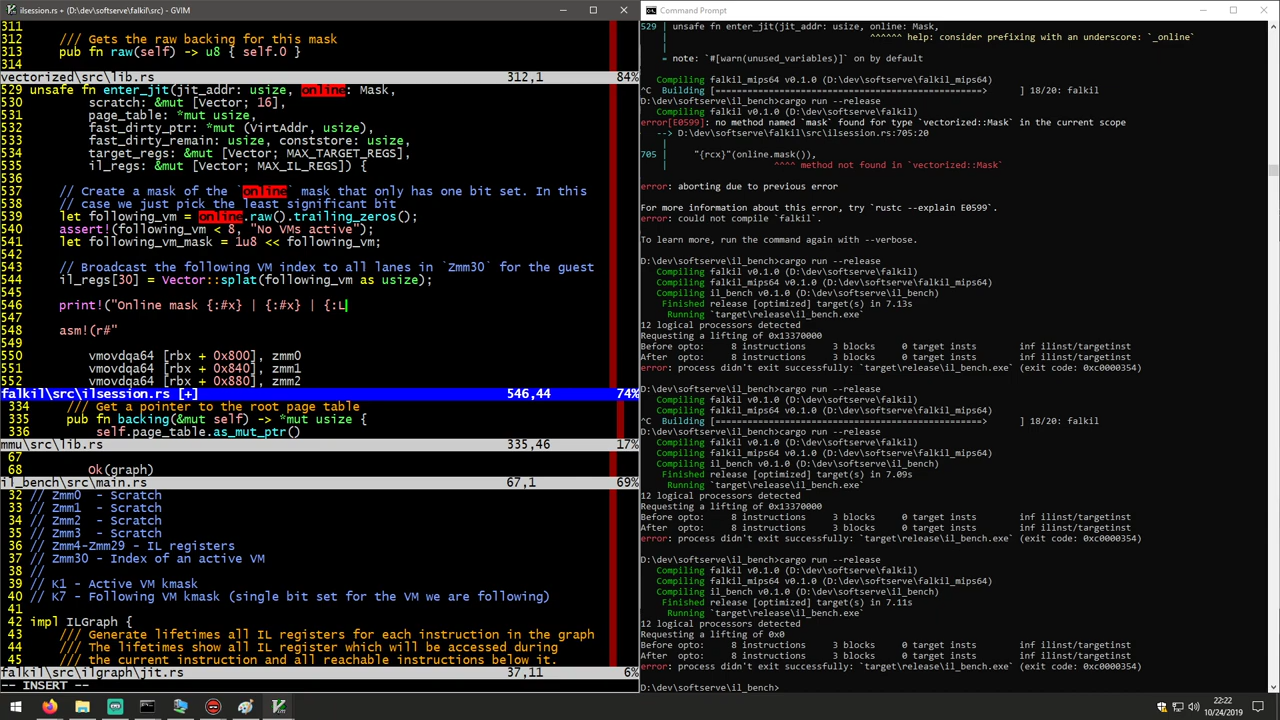 ilsession.rs + (D:\dev\softserve\falkil\src) - GVIM
311
312     /// Gets the raw backing for this mask
313     pub fn raw(self) -> u8 { self.0 }
vectorized\src\lib.rs 312,1 84%
529 unsafe fn enter_jit(jit_addr: usize, online: Mask,
530         scratch: &mut [Vector; 16],
531         page_table: *mut usize,
532         fast_dirty_ptr: *mut (VirtAddr, usize),
533         fast_dirty_remain: usize, conststore: usize,
534         target_regs: &mut [Vector; MAX_TARGET_REGS],
535         il_regs: &mut [Vector; MAX_IL_REGS]) {
536
537     // Create a mask of the `online` mask that only has one bit set. In this
538     // case we just pick the least significant bit
539     let following_vm = online.raw().trailing_zeros();
540     assert!(following_vm < 8, "No VMs active");
541     let following_vm_mask = 1u8 << following_vm;
542
543     // Broadcast the following VM index to all lanes in `Zmm30` for the guest
544     il_regs[30] = Vector::splat(following_vm as usize);
545
546     print!("Online mask {:#x} | {:#x} | {:L
547
548     asm!(r#"
549
550         vmovdqa64 [rbx + 0x800], zmm0
551         vmovdqa64 [rbx + 0x840], zmm1
552         vmovdqa64 [rbx + 0x880], zmm2
falkil\src\ilsession.rs [+] 546,44 74%
334     /// Get a pointer to the root page table
335     pub fn backing(&mut self) -> *mut usize {
336         self.page_table.as_mut_ptr()
mmu\src\lib.rs 335,46 17%
67
68         Ok(graph)
il_bench\src\main.rs 67,1 69%
32 // Zmm0  - Scratch
33 // Zmm1  - Scratch
34 // Zmm2  - Scratch
35 // Zmm3  - Scratch
36 // Zmm4-Zmm29 - IL registers
37 // Zmm30 - Index of an active VM
38 //
39 // K1 - Active VM kmask
40 // K7 - Following VM kmask (single bit set for the VM we are following)
41
42 impl ILGraph {
43     /// Generate lifetimes all IL registers for each instruction in the graph
44     /// The lifetimes show all IL register which will be accessed during
45     /// the current instruction and all reachable instructions below it.
falkil\src\ilgraph\jit.rs 37,11 6%
-- INSERT --
Command Prompt
529 | unsafe fn enter_jit(jit_addr: usize, online: Mask,
^^^^^^ help: consider prefixing with an underscore: `_online`
|
= note: `#[warn(unused_variables)]` on by default
Compiling falkil_mips64 v0.1.0 (D:\dev\softserve\falkil_mips64)
^C  Building [=================================================>      ] 18/20: falkil
D:\dev\softserve\il_bench>cargo run --release
Compiling falkil v0.1.0 (D:\dev\softserve\falkil)
error[E0599]: no method named `mask` found for type `vectorized::Mask` in the current scope
--> D:\dev\softserve\falkil\src\ilsession.rs:705:20
|
705 |         "{rcx}"(online.mask()),
|                        ^^^^ method not found in `vectorized::Mask`
error: aborting due to previous error
For more information about this error, try `rustc --explain E0599`.
error: could not compile `falkil`.
To learn more, run the command again with --verbose.
D:\dev\softserve\il_bench>cargo run --release
Compiling falkil v0.1.0 (D:\dev\softserve\falkil)
Compiling falkil_mips64 v0.1.0 (D:\dev\softserve\falkil_mips64)
Compiling il_bench v0.1.0 (D:\dev\softserve\il_bench)
Finished release [optimized] target(s) in 7.13s
Running `target\release\il_bench.exe`
12 logical processors detected
Requesting a lifting of 0x13370000
Before opto:    8 instructions    3 blocks    0 target insts    inf ilinst/targetinst
After  opto:    8 instructions    3 blocks    0 target insts    inf ilinst/targetinst
error: process didn't exit successfully: `target\release\il_bench.exe` (exit code: 0xc0000354)
D:\dev\softserve\il_bench>cargo run --release
Compiling falkil v0.1.0 (D:\dev\softserve\falkil)
Compiling falkil_mips64 v0.1.0 (D:\dev\softserve\falkil_mips64)
^C  Building [=================================================>      ] 18/20: falkil
D:\dev\softserve\il_bench>cargo run --release
Compiling falkil v0.1.0 (D:\dev\softserve\falkil)
Compiling falkil_mips64 v0.1.0 (D:\dev\softserve\falkil_mips64)
Compiling il_bench v0.1.0 (D:\dev\softserve\il_bench)
Finished release [optimized] target(s) in 7.09s
Running `target\release\il_bench.exe`
12 logical processors detected
Requesting a lifting of 0x13370000
Before opto:    8 instructions    3 blocks    0 target insts    inf ilinst/targetinst
After  opto:    8 instructions    3 blocks    0 target insts    inf ilinst/targetinst
error: process didn't exit successfully: `target\release\il_bench.exe` (exit code: 0xc0000354)
D:\dev\softserve\il_bench>cargo run --release
Compiling falkil v0.1.0 (D:\dev\softserve\falkil)
Compiling falkil_mips64 v0.1.0 (D:\dev\softserve\falkil_mips64)
Compiling il_bench v0.1.0 (D:\dev\softserve\il_bench)
Finished release [optimized] target(s) in 7.11s
Running `target\release\il_bench.exe`
12 logical processors detected
Requesting a lifting of 0x0
Before opto:    8 instructions    3 blocks    0 target insts    inf ilinst/targetinst
After  opto:    8 instructions    3 blocks    0 target insts    inf ilinst/targetinst
error: process didn't exit successfully: `target\release\il_bench.exe` (exit code: 0xc0000354)
D:\dev\softserve\il_bench>
22:22
10/24/2019